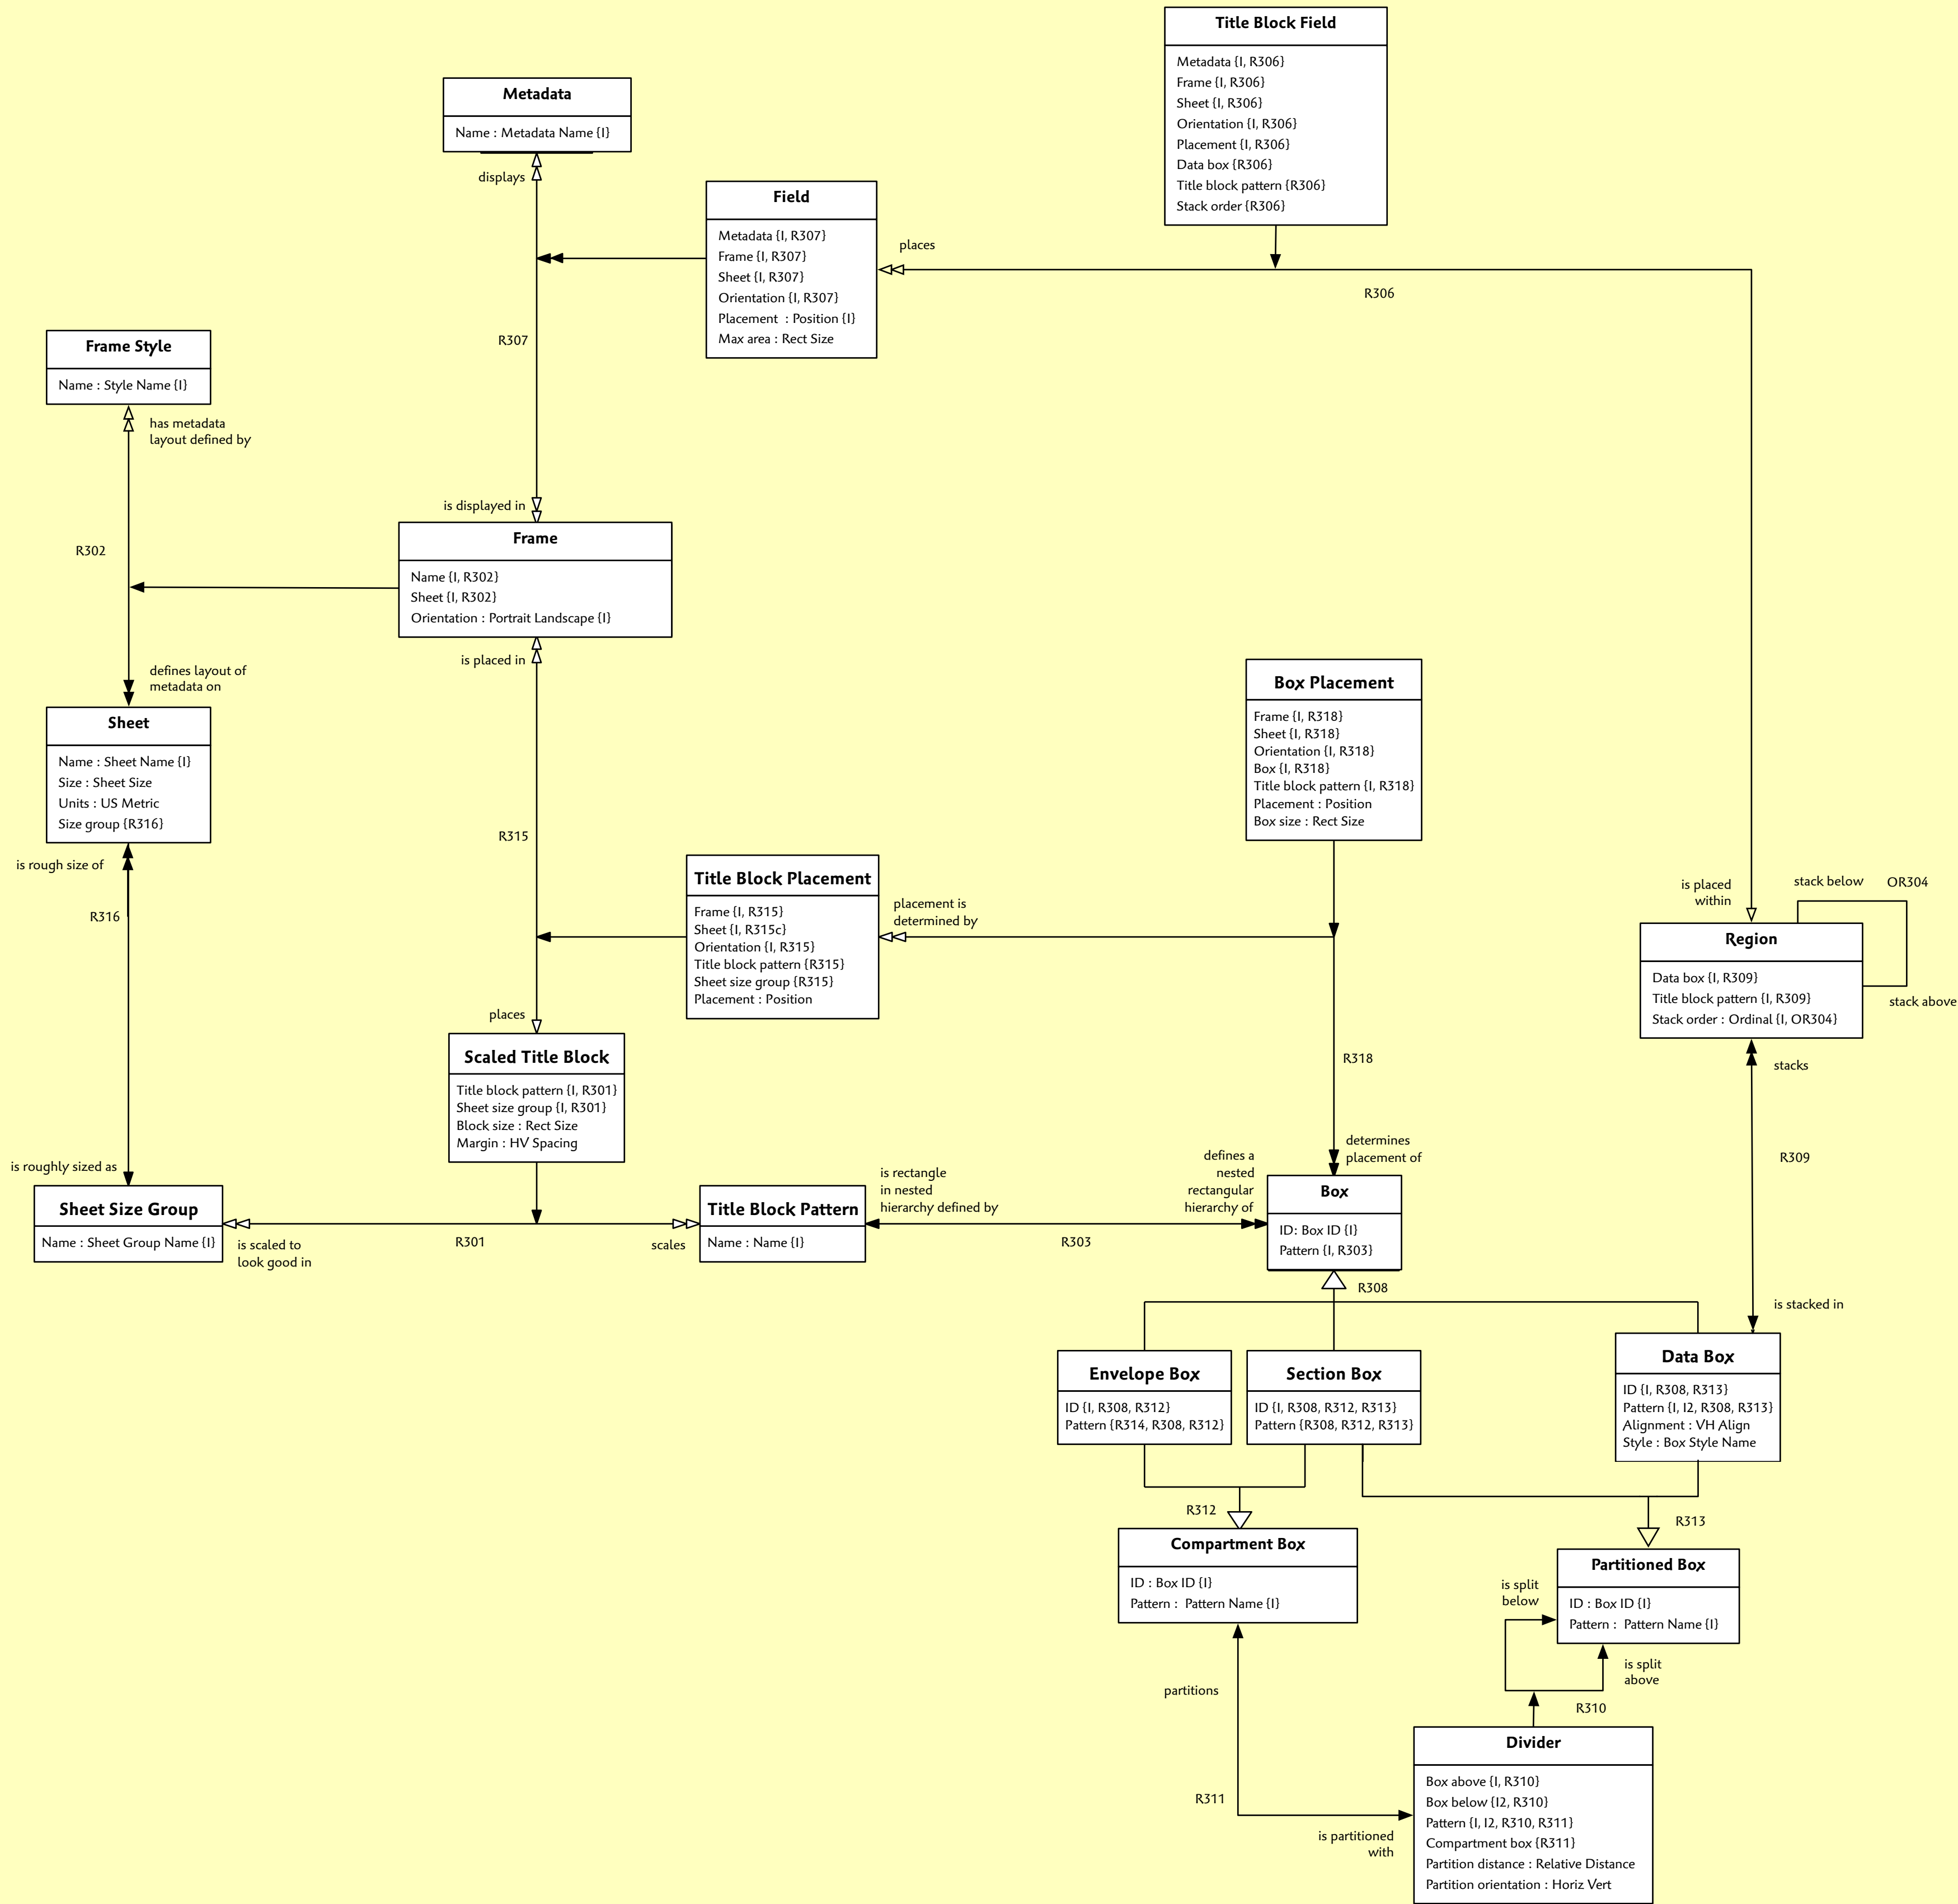 Title Block Field
Metadata {I, R306}
Frame {I, R306}
Sheet {I, R306}
Orientation {I, R306}
Placement {I, R306}
Data box {R306}
Title block pattern {R306}
Stack order {R306}
Metadata
Name : Metadata Name {I}
displays
Field
Metadata {I, R307}
Frame {I, R307}
Sheet {I, R307}
Orientation {I, R307}
Placement  : Position {I}
Max area : Rect Size
places
R306
R307
Frame Style
Name : Style Name {I}
has metadata
layout defined by
is displayed in
Frame
Name {I, R302}
Sheet {I, R302}
Orientation : Portrait Landscape {I}
R302
is placed in
defines layout of
metadata on
Sheet
Name : Sheet Name {I}
Size : Sheet Size
Units : US Metric
Size group {R316}
is rough size of
R316
R315
Box Placement
Frame {I, R318}
Sheet {I, R318}
Orientation {I, R318}
Box {I, R318}
Title block pattern {I, R318}
Placement : Position
Box size : Rect Size
Title Block Placement
Frame {I, R315}
Sheet {I, R315c}
Orientation {I, R315}
Title block pattern {R315}
Sheet size group {R315}
Placement : Position
placement is
determined by
is placed
within
stack below
OR304
Region
Data box {I, R309}
Title block pattern {I, R309}
Stack order : Ordinal {I, OR304}
stack above
stacks
places
Scaled Title Block
Title block pattern {I, R301}
Sheet size group {I, R301}
Block size : Rect Size
Margin : HV Spacing
R318
R309
is roughly sized as
Sheet Size Group
Name : Sheet Group Name {I}
is scaled to
look good in
R301
scales
Title Block Pattern
Name : Name {I}
is rectangle
in nested
hierarchy defined by
R303
defines a
nested
rectangular
hierarchy of
determines
placement of
Box
ID: Box ID {I}
Pattern {I, R303}
R308
is stacked in
Envelope Box
ID {I, R308, R312}
Pattern {R314, R308, R312}
Section Box
ID {I, R308, R312, R313}
Pattern {R308, R312, R313}
Data Box
ID {I, R308, R313}
Pattern {I, I2, R308, R313}
Alignment : VH Align
Style : Box Style Name
R312
R313
Compartment Box
ID : Box ID {I}
Pattern :  Pattern Name {I}
Partitioned Box
ID : Box ID {I}
Pattern :  Pattern Name {I}
is split
below
is split
above
R310
partitions
R311
is partitioned
with
Divider
Box above {I, R310}
Box below {I2, R310}
Pattern {I, I2, R310, R311}
Compartment box {R311}
Partition distance : Relative Distance
Partition orientation : Horiz Vert